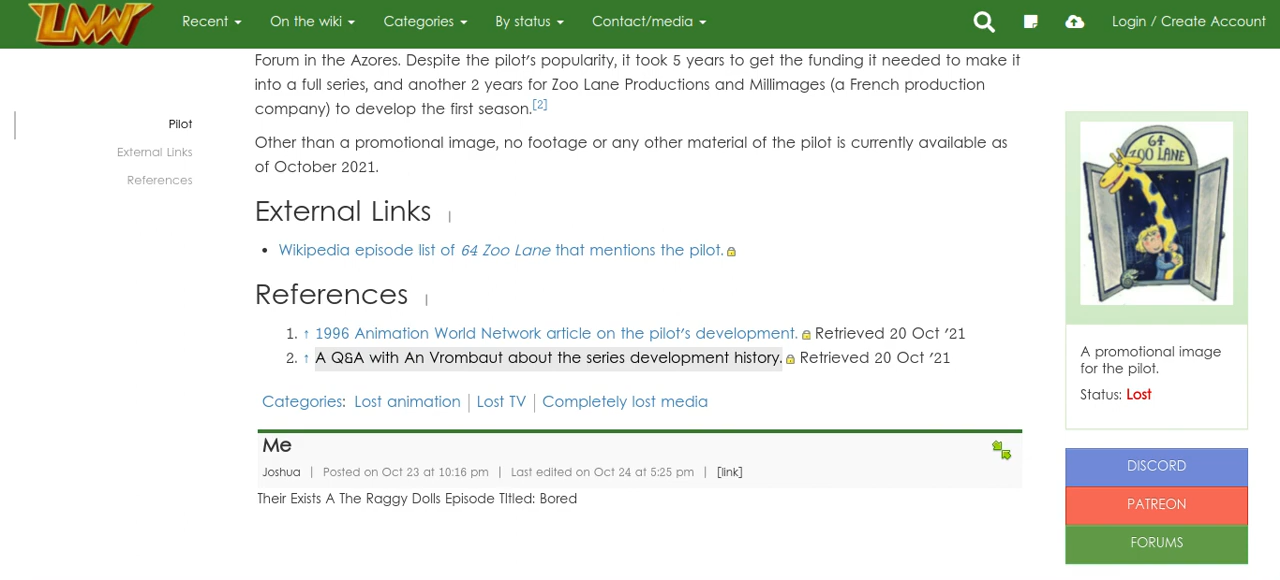 LMW
Recent
On the wiki
Categories
By status
Contact/media
Login / Create Account
Forum in the Azores. Despite the pilot's popularity, it took 5 years to get the funding it needed to make it
into a full series, and another 2 years for Zoo Lane Productions and Millimages (a French production
company) to develop the first season.[2]
Other than a promotional image, no footage or any other material of the pilot is currently available as
of October 2021.
Pilot
External Links
References
External Links |
• Wikipedia episode list of 64 Zoo Lane that mentions the pilot.
References |
1. ↑ 1996 Animation World Network article on the pilot's development. Retrieved 20 Oct '21
2. ↑ A Q&A with An Vrombaut about the series development history. Retrieved 20 Oct '21
Categories: Lost animation | Lost TV | Completely lost media
Me
Joshua | Posted on Oct 23 at 10:16 pm | Last edited on Oct 24 at 5:25 pm | [link]
Their Exists A The Raggy Dolls Episode TItled: Bored
64
ZOO LANE
A promotional image
for the pilot.
Status: Lost
DISCORD
PATREON
FORUMS